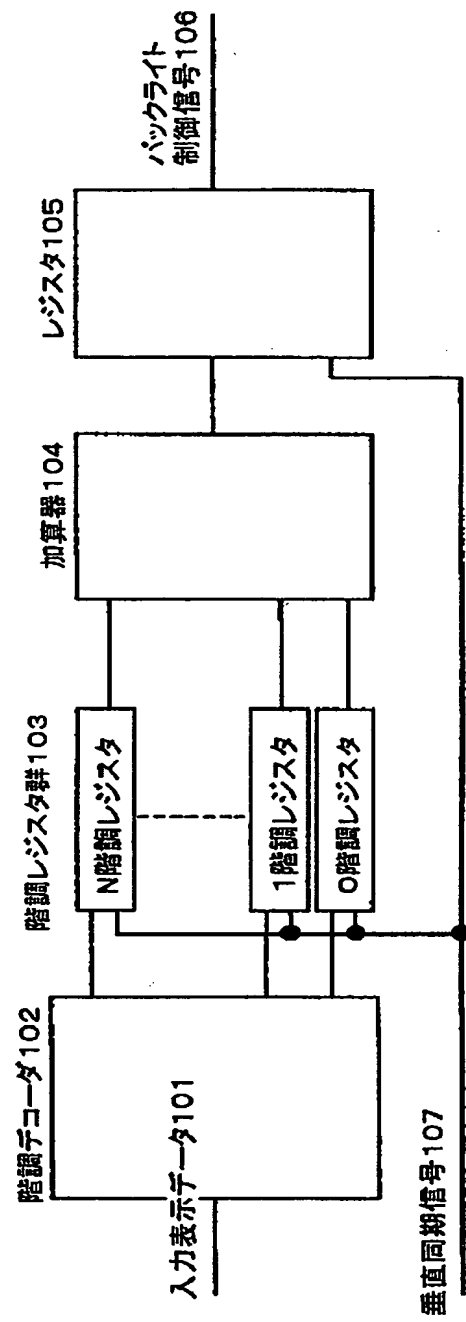 入力表示データ101
階調デコーダ102
階調レジスタ群103
N階調レジスタ
1階調レジスタ
0階調レジスタ
加算器104
レジスタ105
バックライト
制御信号106
垂直同期信号107